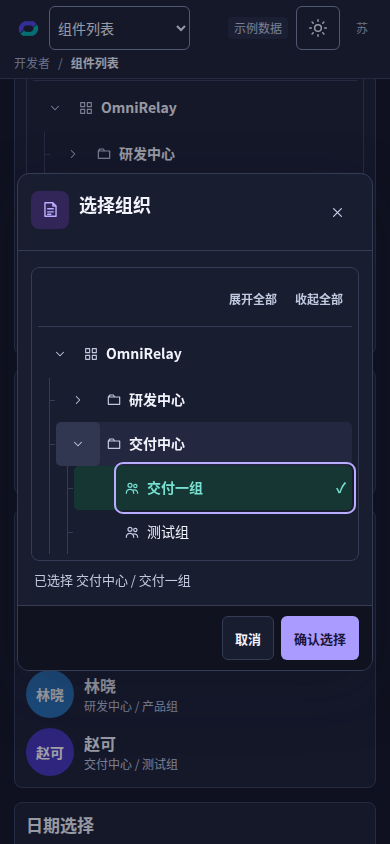 组件列表
示例数据
苏
开发者 / 组件列表
OmniRelay
研发中心
选择组织
展开全部 收起全部
OmniRelay
研发中心
交付中心
交付一组
测试组
已选择 交付中心 / 交付一组
取消 确认选择
林晓 林晓
研发中心 / 产品组
赵可 赵可
交付中心 / 测试组
日期选择